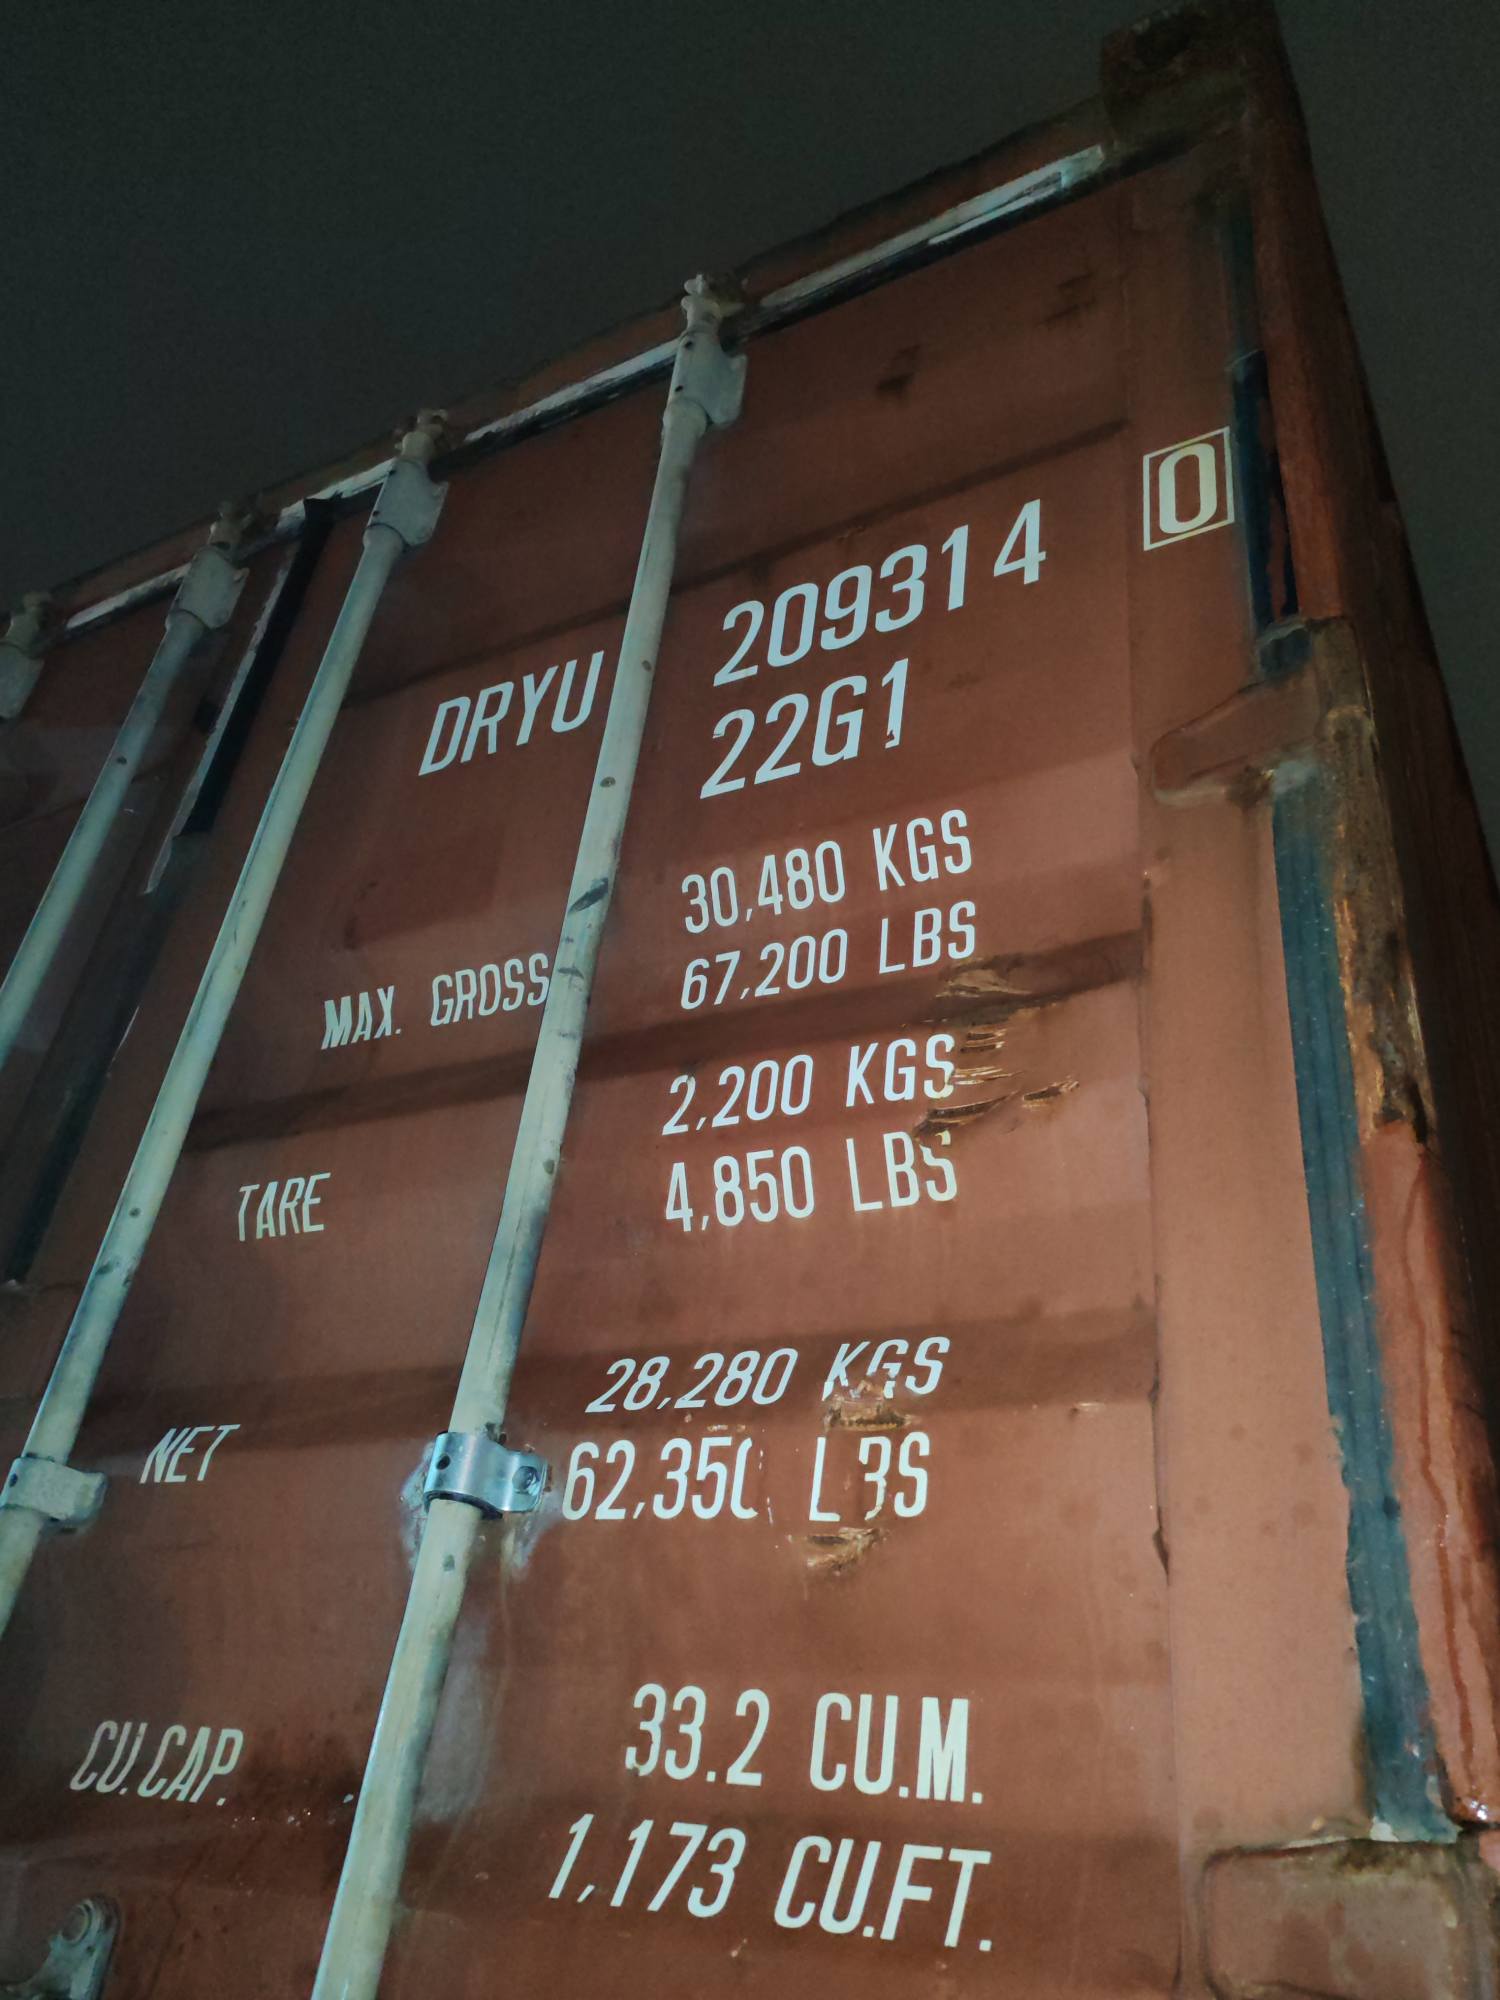 DRYU 209314 0
22G1
30,480 KGS
MAX. GROSS 67,200 LBS
2,200 KGS
TARE 4,850 LBS
28,280 KGS
NET 62,350 LBS
33.2 CU.M.
CU.CAP. 1,173 CU.FT.